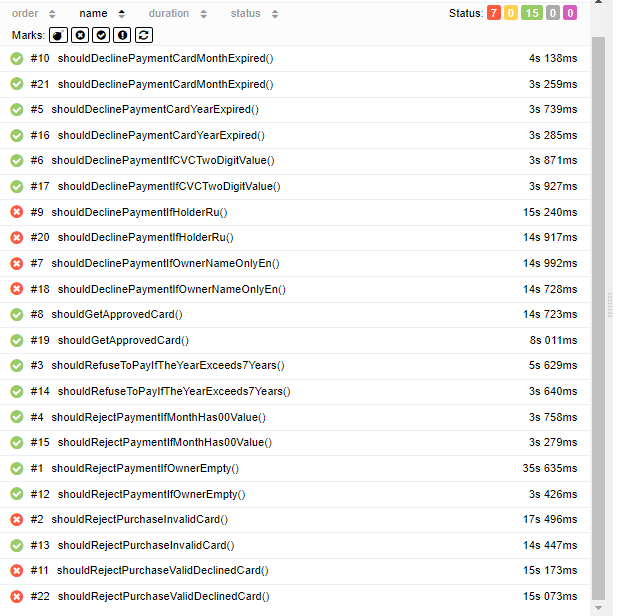 order name duration status Status: 7 0 15 0 0
Marks:
#10 shouldDeclinePaymentCardMonthExpired() 4s 138ms
#21 shouldDeclinePaymentCardMonthExpired() 3s 259ms
#5 shouldDeclinePaymentCardYearExpired() 3s 739ms
#16 shouldDeclinePaymentCardYearExpired() 3s 285ms
#6 shouldDeclinePaymentIfCVCTwoDigitValue() 3s 871ms
#17 shouldDeclinePaymentIfCVCTwoDigitValue() 3s 927ms
#9 shouldDeclinePaymentIfHolderRu() 15s 240ms
#20 shouldDeclinePaymentIfHolderRu() 14s 917ms
#7 shouldDeclinePaymentIfOwnerNameOnlyEn() 14s 992ms
#18 shouldDeclinePaymentIfOwnerNameOnlyEn() 14s 728ms
#8 shouldGetApprovedCard() 14s 723ms
#19 shouldGetApprovedCard() 8s 011ms
#3 shouldRefuseToPayIfTheYearExceeds7Years() 5s 629ms
#14 shouldRefuseToPayIfTheYearExceeds7Years() 3s 640ms
#4 shouldRejectPaymentIfMonthHas00Value() 3s 758ms
#15 shouldRejectPaymentIfMonthHas00Value() 3s 279ms
#1 shouldRejectPaymentIfOwnerEmpty() 35s 635ms
#12 shouldRejectPaymentIfOwnerEmpty() 3s 426ms
#2 shouldRejectPurchaseInvalidCard() 17s 496ms
#13 shouldRejectPurchaseInvalidCard() 14s 447ms
#11 shouldRejectPurchaseValidDeclinedCard() 15s 173ms
#22 shouldRejectPurchaseValidDeclinedCard() 15s 073ms